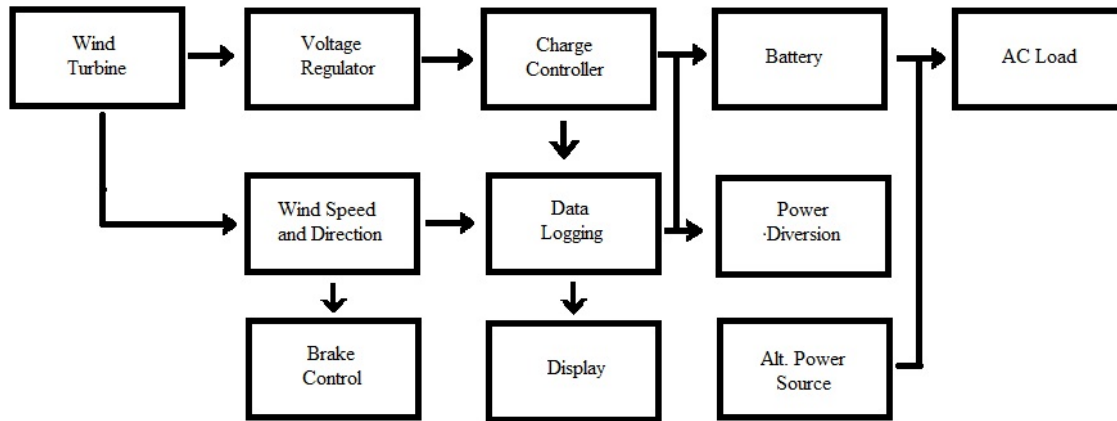 Wind
Turbine
Voltage
Regulator
Charge
Controller
Battery
AC Load
Wind Speed
and Direction
Data
Logging
Power
·Diversion
Brake
Control
Display
Alt. Power
Source